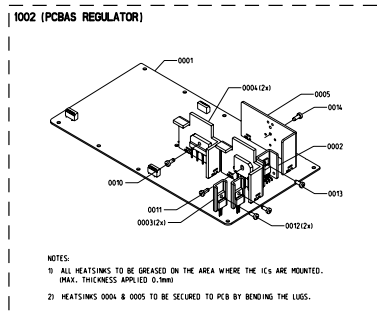 1002 (PCBAS REGULATOR)
0001
0004(2x)
0005
0014
0002
0010
0013
0011
0003(2x)
0012(2x)
NOTES:
1) ALL HEATSINKS TO BE GREASED ON THE AREA WHERE THE ICs ARE MOUNTED.
(MAX. THICKNESS APPLIED 0.1mm)
2) HEATSINKS 0004 & 0005 TO BE SECURED TO PCB BY BENDING THE LUGS.